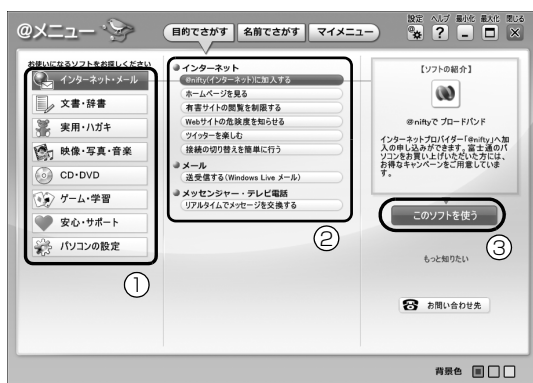 @メニュー
目的でさがす 名前でさがす マイメニュー
設定 ヘルプ 最小化 最大化 閉じる
お使いになるソフトをお探しください
インターネット・メール
文書・辞書
実用・ハガキ
映像・写真・音楽
CD・DVD
ゲーム・学習
安心・サポート
パソコンの設定
①
インターネット
@nifty(インターネット)に加入する
ホームページを見る
有害サイトの閲覧を制限する
Webサイトの危険度を知らせる
ツイッターを楽しむ
接続の切り替えを簡単に行う
メール
送受信する(Windows Live メール)
メッセンジャー・テレビ電話
リアルタイムでメッセージを交換する
②
【ソフトの紹介】
@niftyで ブロードバンド
インターネットプロバイダー「@nifty」へ加
入の申し込みができます。富士通のパ
ソコンをお買い上げいただいた方には、
お得なキャンペーンをご用意していま
す。
このソフトを使う
③
もっと知りたい
お問い合わせ先
背景色